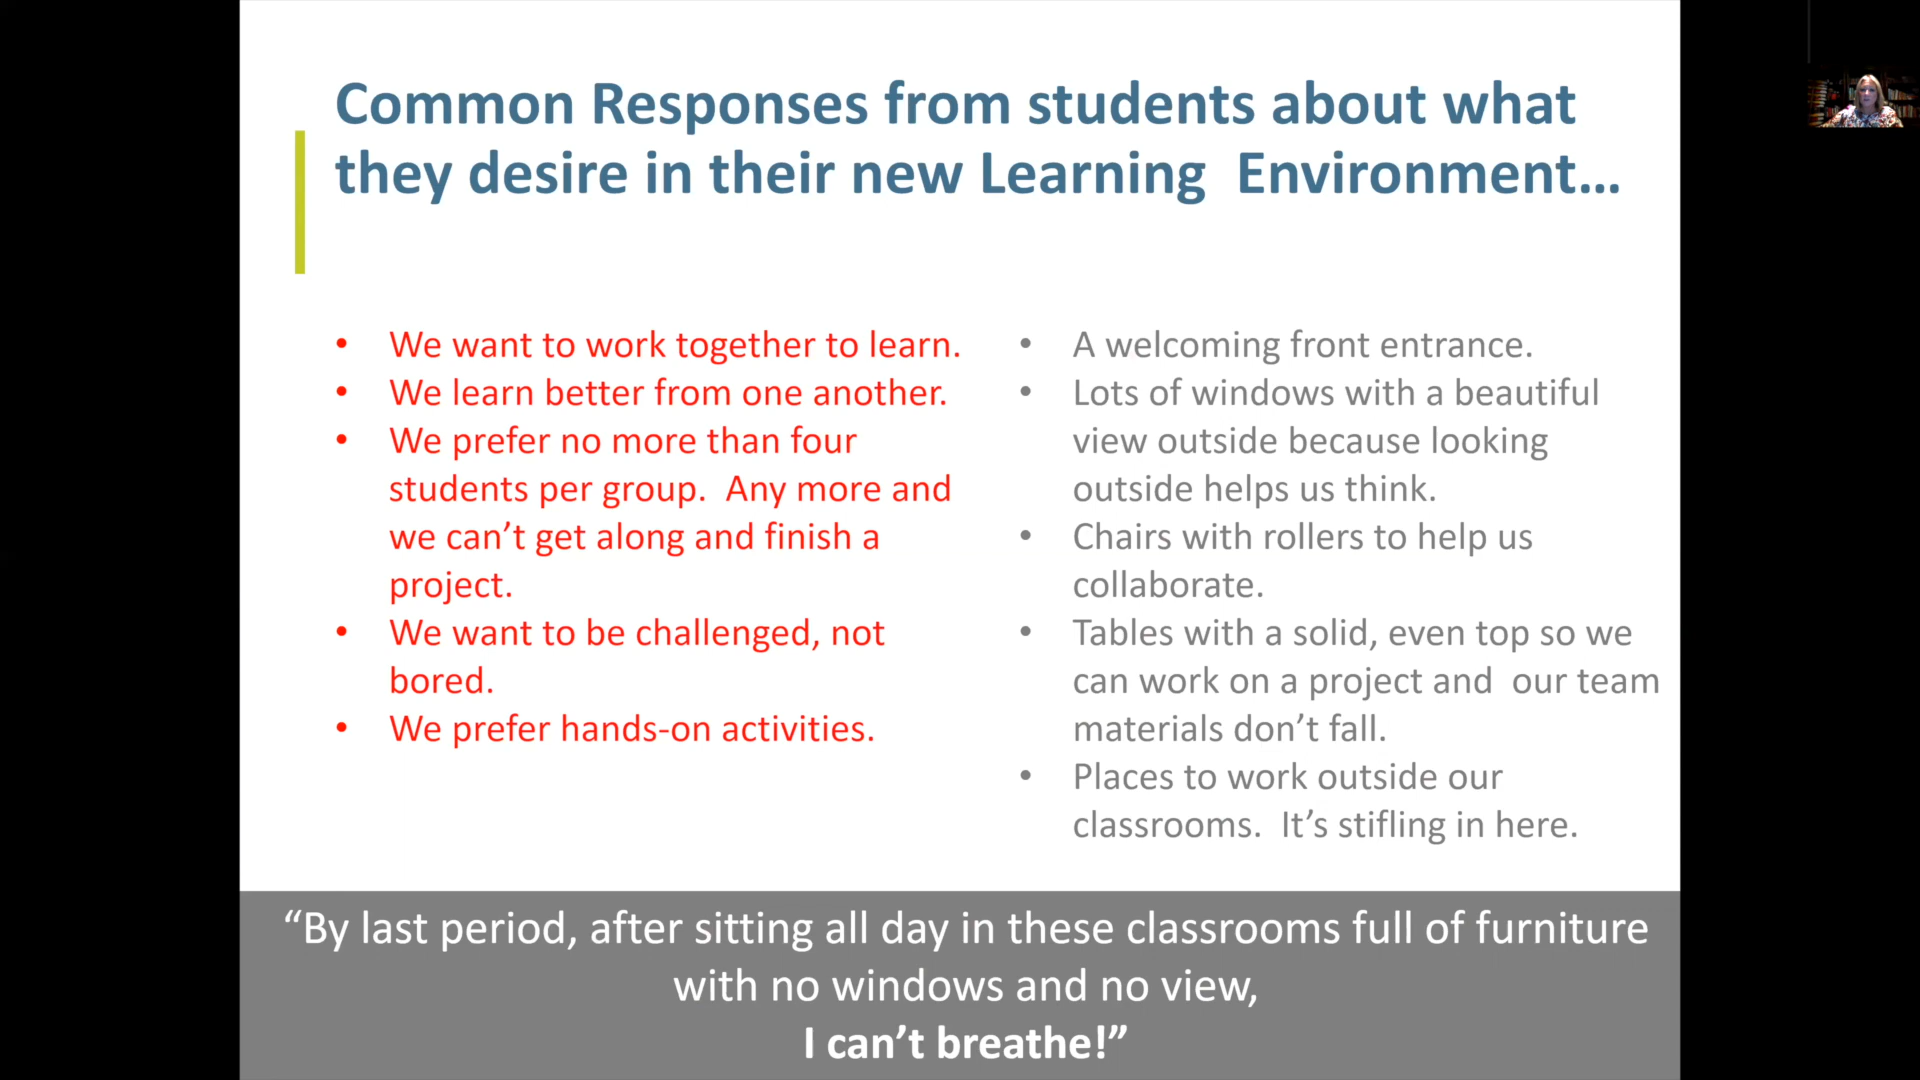 Common Responses from students about what
they desire in their new Learning  Environment...
• We want to work together to learn.
• We learn better from one another.
• We prefer no more than four
students per group.  Any more and
we can’t get along and finish a
project.
• We want to be challenged, not
bored.
• We prefer hands-on activities.
• A welcoming front entrance.
• Lots of windows with a beautiful
view outside because looking
outside helps us think.
• Chairs with rollers to help us
collaborate.
• Tables with a solid, even top so we
can work on a project and  our team
materials don’t fall.
• Places to work outside our
classrooms.  It’s stifling in here.
“By last period, after sitting all day in these classrooms full of furniture
with no windows and no view,
I can’t breathe!”